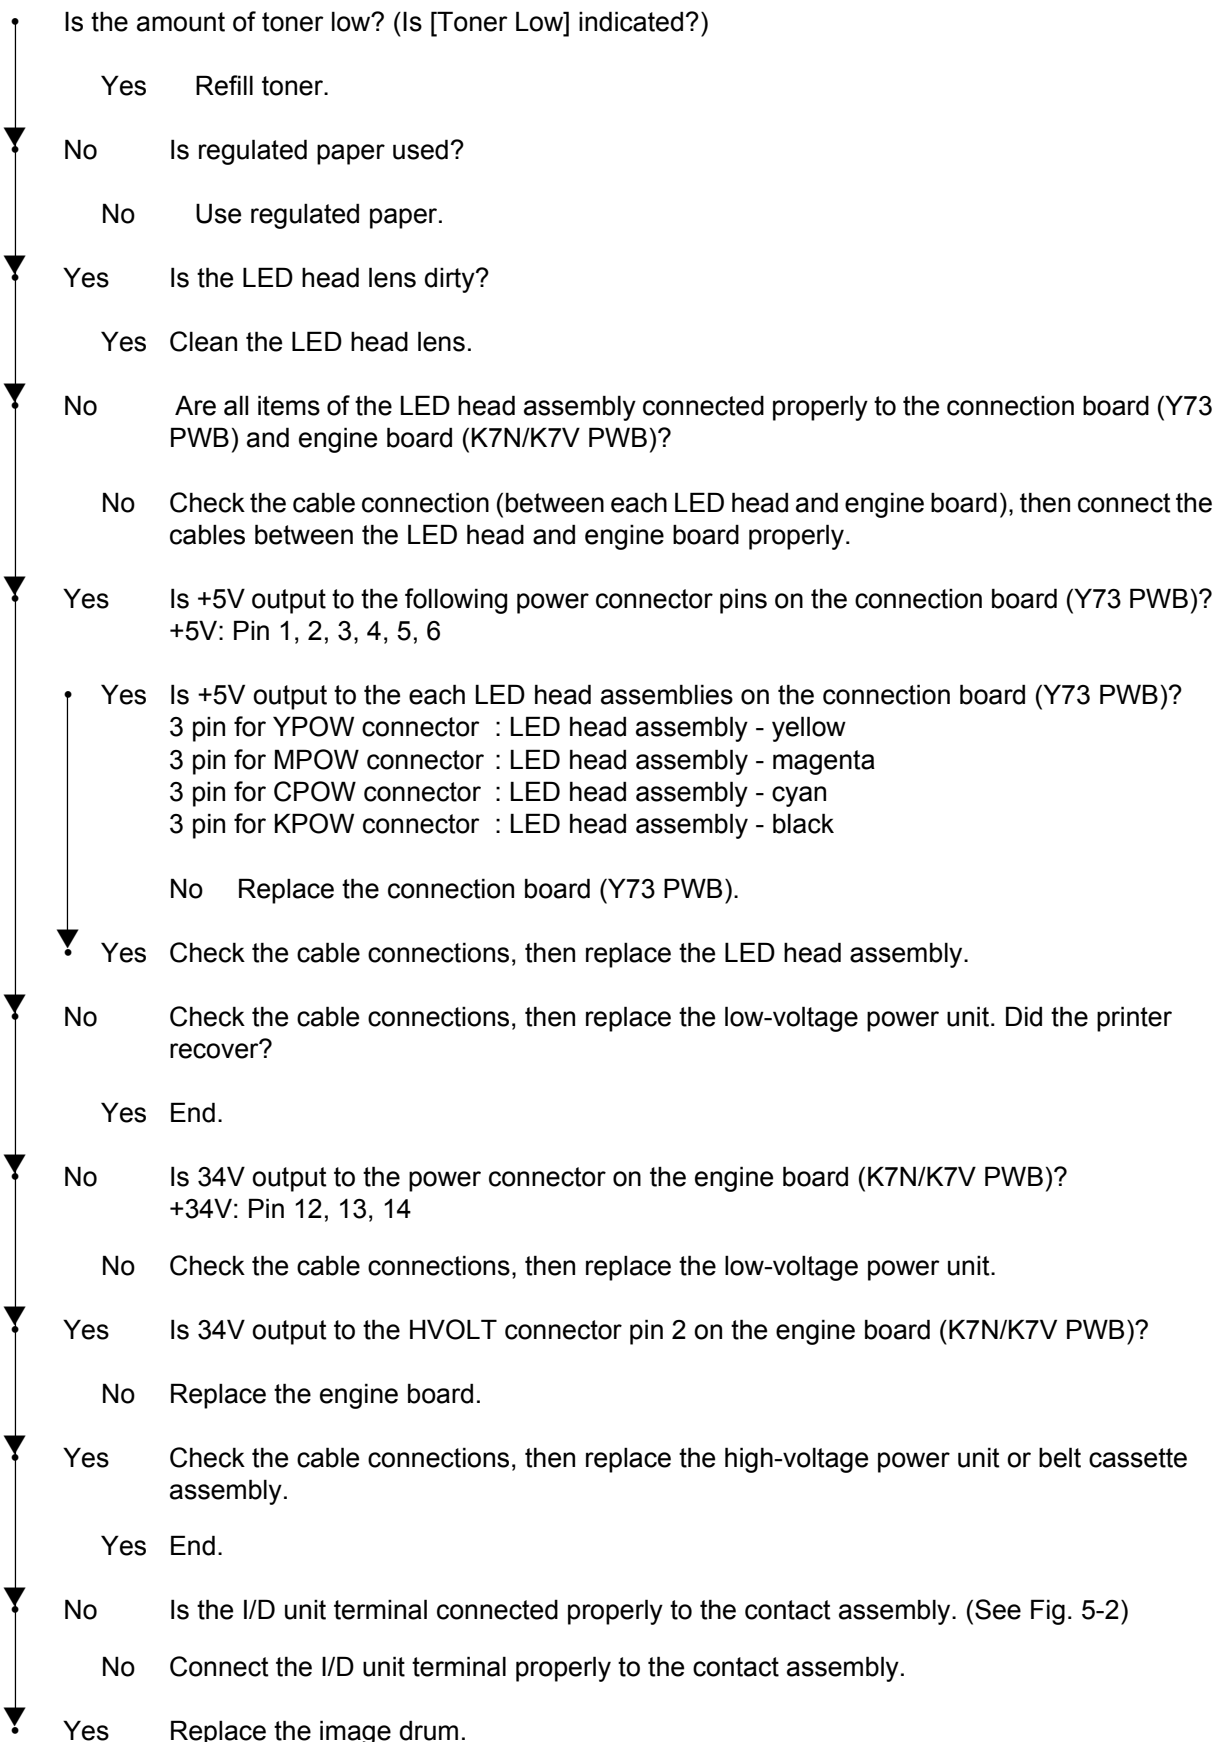 Is the amount of toner low? (Is [Toner Low] indicated?)
Yes Refill toner.
No Is regulated paper used?
No Use regulated paper.
Yes Is the LED head lens dirty?
Yes Clean the LED head lens.
No Are all items of the LED head assembly connected properly to the connection board (Y73
PWB) and engine board (K7N/K7V PWB)?
No Check the cable connection (between each LED head and engine board), then connect the
cables between the LED head and engine board properly.
Yes Is +5V output to the following power connector pins on the connection board (Y73 PWB)?
+5V: Pin 1, 2, 3, 4, 5, 6
Yes Is +5V output to the each LED head assemblies on the connection board (Y73 PWB)?
3 pin for YPOW connector : LED head assembly - yellow
3 pin for MPOW connector : LED head assembly - magenta
3 pin for CPOW connector : LED head assembly - cyan
3 pin for KPOW connector : LED head assembly - black
No Replace the connection board (Y73 PWB).
Yes Check the cable connections, then replace the LED head assembly.
No Check the cable connections, then replace the low-voltage power unit. Did the printer
recover?
Yes End.
No Is 34V output to the power connector on the engine board (K7N/K7V PWB)?
+34V: Pin 12, 13, 14
No Check the cable connections, then replace the low-voltage power unit.
Yes Is 34V output to the HVOLT connector pin 2 on the engine board (K7N/K7V PWB)?
No Replace the engine board.
Yes Check the cable connections, then replace the high-voltage power unit or belt cassette
assembly.
Yes End.
No Is the I/D unit terminal connected properly to the contact assembly. (See Fig. 5-2)
No Connect the I/D unit terminal properly to the contact assembly.
Yes Replace the image drum.